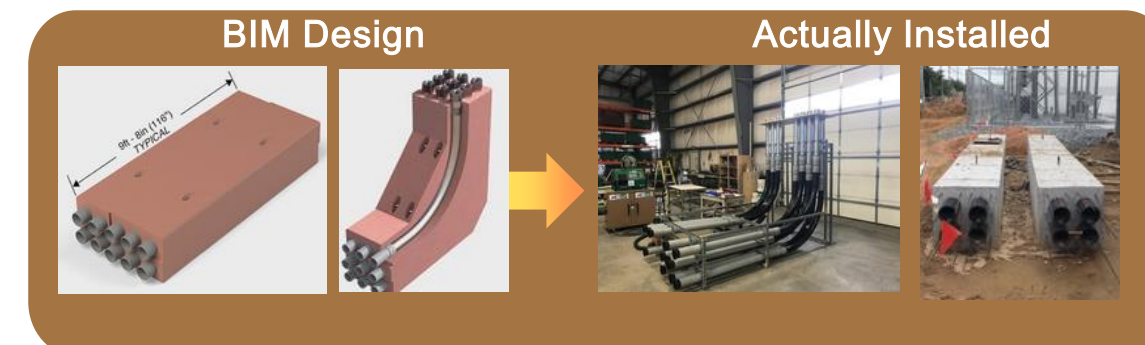 BIM Design
Actually Installed
9ft - 8in (116")
TYPICAL